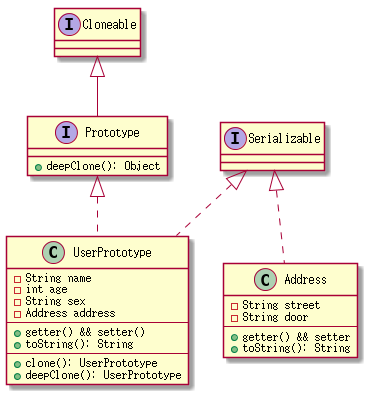 I Cloneable
I Prototype
deepClone(): Object
I Serializable
C UserPrototype
String name
int age
String sex
Address address
getter() && setter()
toString(): String
clone(): UserPrototype
deepClone(): UserPrototype
C Address
String street
String door
getter() && setter
toString(): String